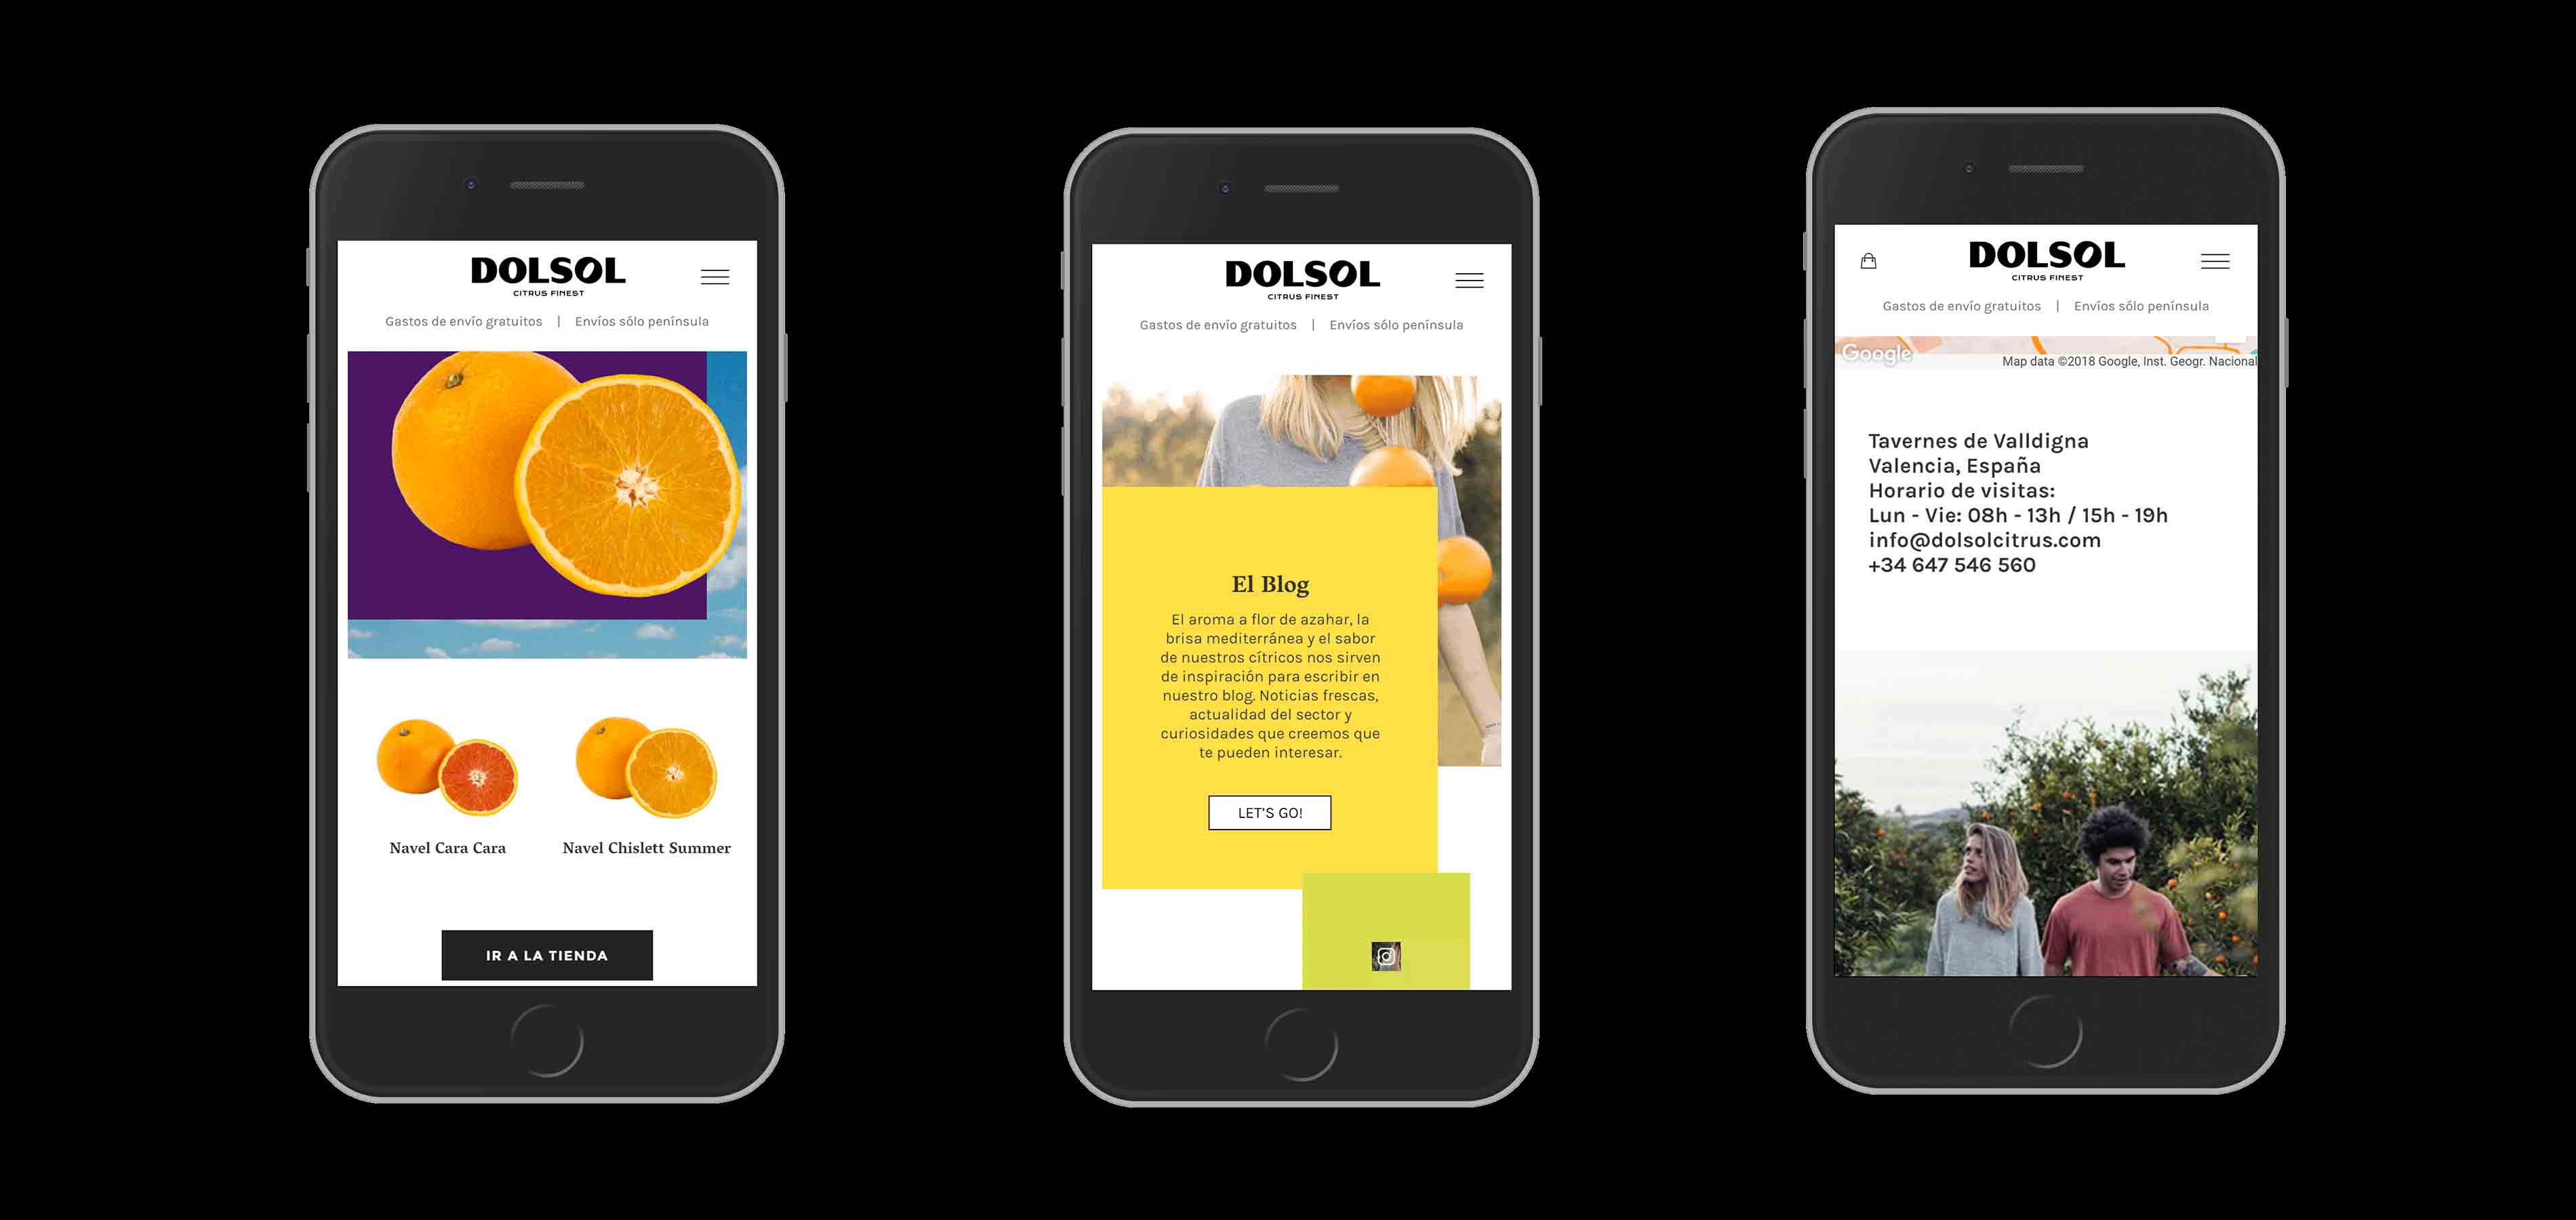 DOLSOL
CITRUS FINEST
Gastos de envío gratuitos | Envíos sólo península
Navel Cara Cara
Navel Chislett Summer
IR A LA TIENDA
DOLSOL
CITRUS FINEST
Gastos de envío gratuitos | Envíos sólo península
El Blog
El aroma a flor de azahar, la
brisa mediterránea y el sabor
de nuestros cítricos nos sirven
de inspiración para escribir en
nuestro blog. Noticias frescas,
actualidad del sector y
curiosidades que creemos que
te pueden interesar.
LET'S GO!
DOLSOL
CITRUS FINEST
Gastos de envío gratuitos | Envíos sólo península
Google
Map data ©2018 Google, Inst. Geogr. Nacional
Tavernes de Valldigna
Valencia, España
Horario de visitas:
Lun - Vie: 08h - 13h / 15h - 19h
info@dolsolcitrus.com
+34 647 546 560